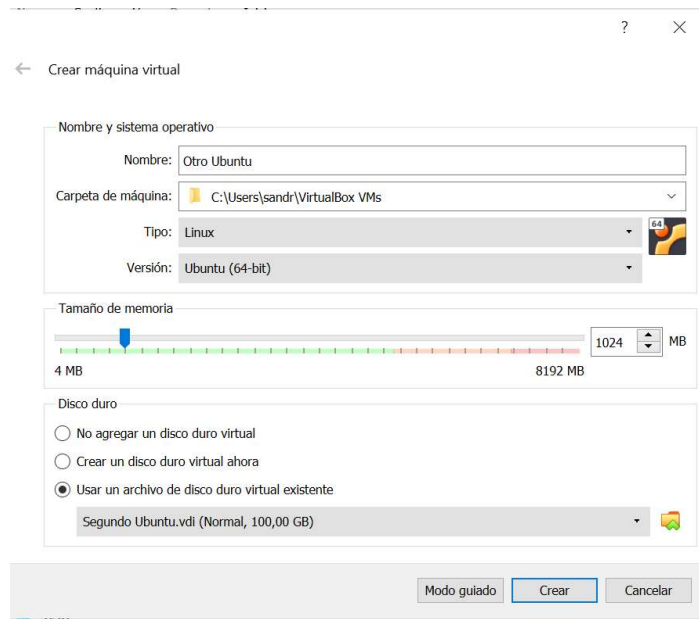 ?
Crear máquina virtual
Nombre y sistema operativo
Nombre: Otro Ubuntu
Carpeta de máquina: C:\Users\sandr\VirtualBox VMs
Tipo: Linux
64
Versión: Ubuntu (64-bit)
Tamaño de memoria
1024 MB
4 MB 8192 MB
Disco duro
No agregar un disco duro virtual
Crear un disco duro virtual ahora
Usar un archivo de disco duro virtual existente
Segundo Ubuntu.vdi (Normal, 100,00 GB)
Modo guiado Crear Cancelar